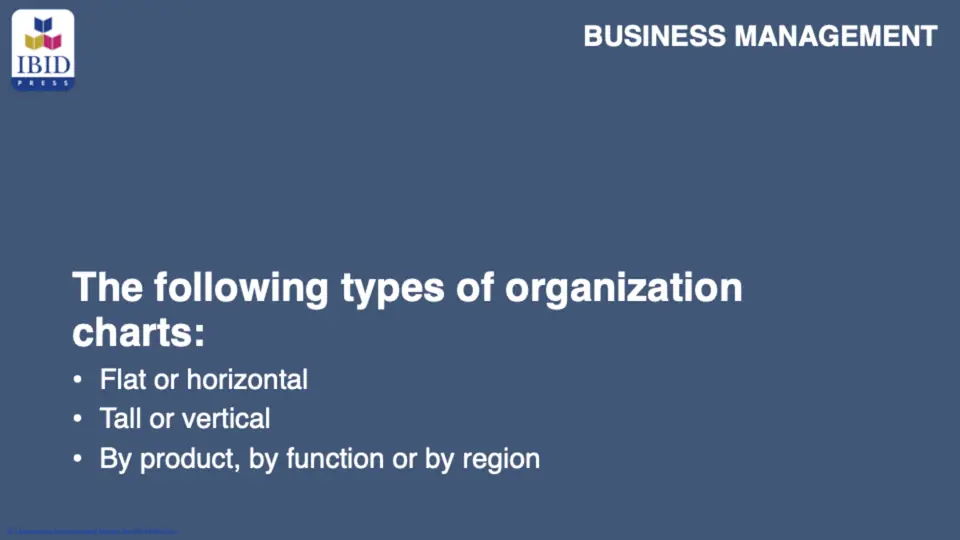 IBID
PRESS
BUSINESS MANAGEMENT
The following types of organization
charts:
• Flat or horizontal
• Tall or vertical
• By product, by function or by region